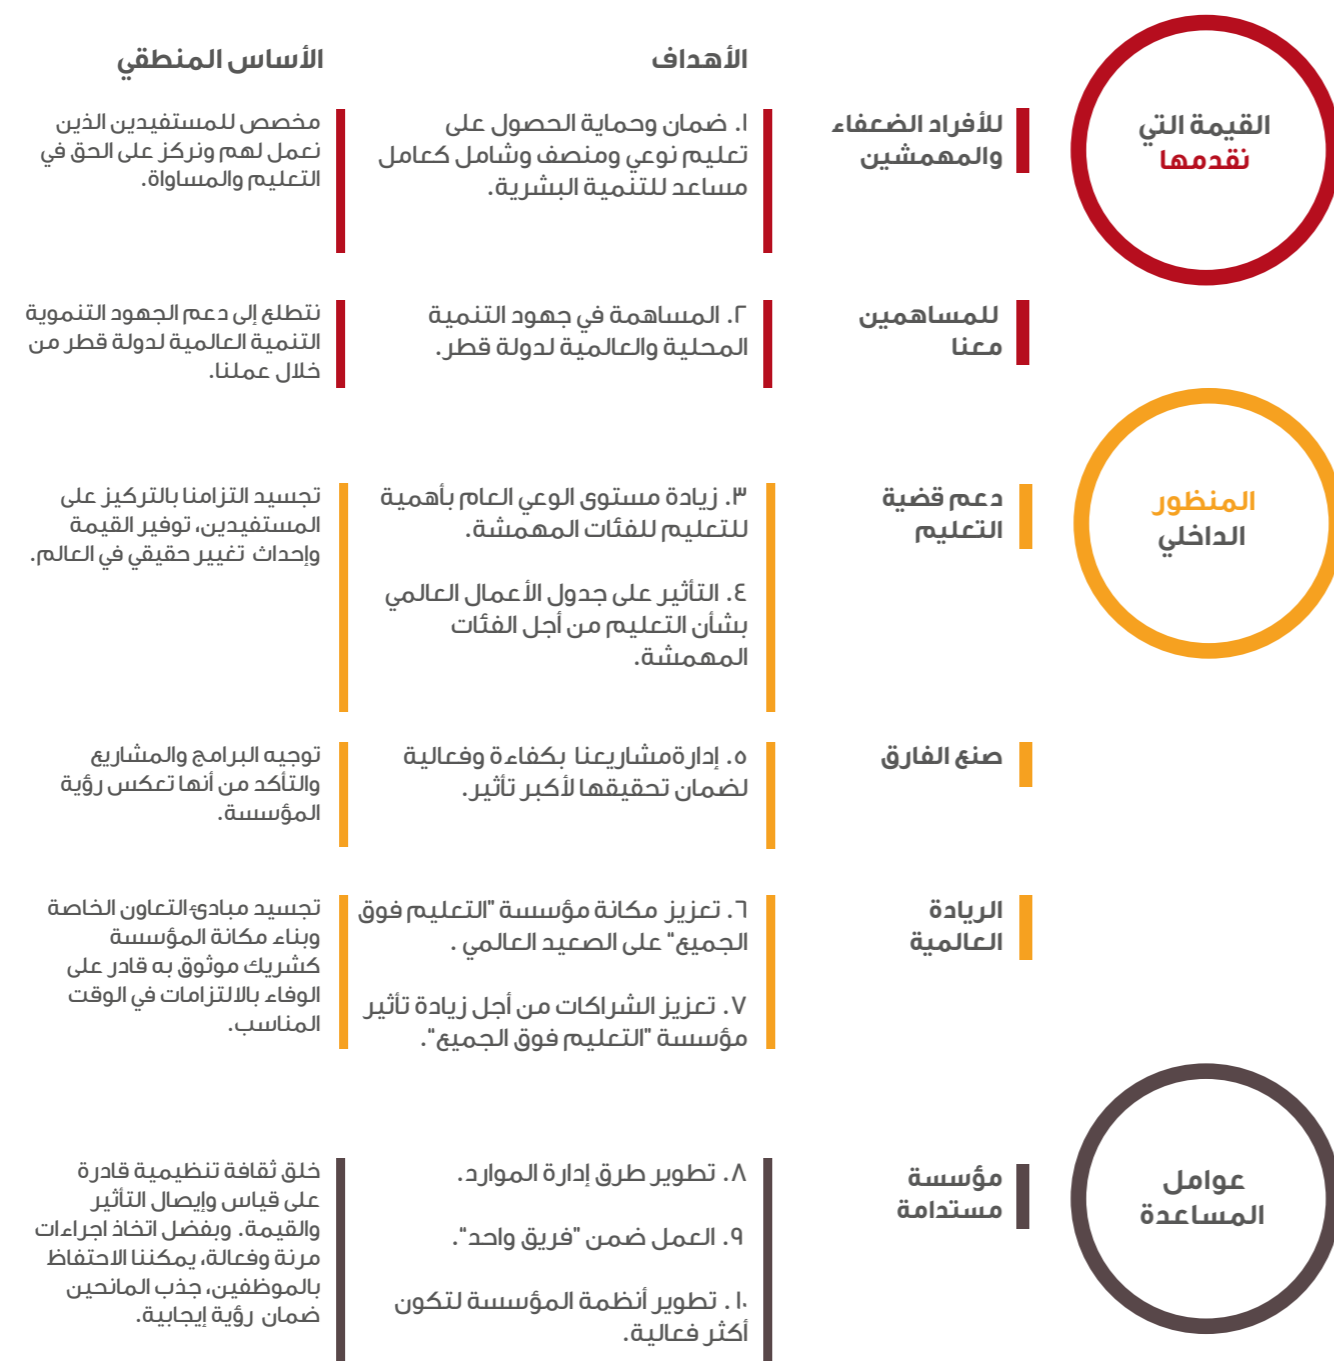 الأهداف
الأساس المنطقي
القيمة التي
نقدمها
للأفراد الضعفاء
والمهمشين
١. ضمان وحماية الحصول على
تعليم نوعي ومنصف وشامل كعامل
مساعد للتنمية البشرية.
مخصص للمستفيدين الذين
نعمل لهم ونركز على الحق في
التعليم والمساواة.
للمساهمين
معنا
٢. المساهمة في جهود التنمية
المحلية والعالمية لدولة قطر.
نتطلع إلى دعم الجهود التنموية
التنمية العالمية لدولة قطر من
خلال عملنا.
المنظور
الداخلي
دعم قضية
التعليم
٣. زيادة مستوى الوعي العام بأهمية
للتعليم للفئات المهمشة.
٤. التأثير على جدول الأعمال العالمي
بشأن التعليم من أجل الفئات
المهمشة.
تجسيد التزامنا بالتركيز على
المستفيدين، توفير القيمة
وإحداث تغيير حقيقي في العالم.
صنع الفارق
٥. إدارةمشاريعنا بكفاءة وفعالية
لضمان تحقيقها لأكبر تأثير.
توجيه البرامج والمشاريع
والتأكد من أنها تعكس رؤية
المؤسسة.
الريادة
العالمية
٦. تعزيز مكانة مؤسسة "التعليم فوق
الجميع" على الصعيد العالمي .
٧. تعزيز الشراكات من أجل زيادة تأثير
مؤسسة "التعليم فوق الجميع".
تجسيد مبادئ التعاون الخاصة
وبناء مكانة المؤسسة
كشريك موثوق به قادر على
الوفاء بالالتزامات في الوقت
المناسب.
عوامل
المساعدة
مؤسسة
مستدامة
٨. تطوير طرق إدارة الموارد.
٩. العمل ضمن "فريق واحد".
١٠. تطوير أنظمة المؤسسة لتكون
أكثر فعالية.
خلق ثقافة تنظيمية قادرة
على قياس وإيصال التأثير
والقيمة. وبفضل اتخاذ اجراءات
مرنة وفعالة، يمكننا الاحتفاظ
بالموظفين، جذب المانحين
ضمان رؤية إيجابية.